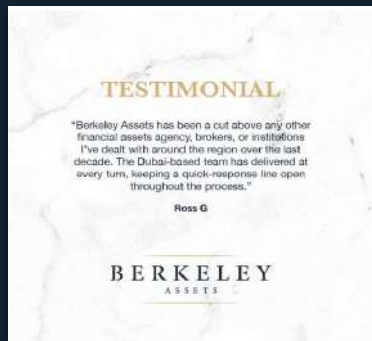 TESTIMONIAL
"Berkeley Assets has been a cut above any other
financial assets agency, brokers, or institutions
I've dealt with around the region over the last
decade. The Dubai-based team has delivered at
every turn, keeping a quick-response line open
throughout the process."
Ross G
BERKELEY
ASSETS